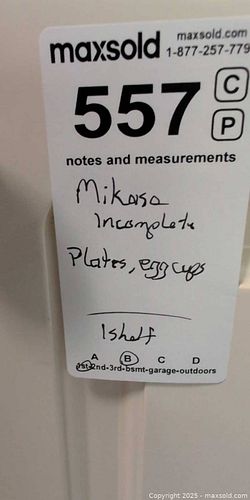 maxsold
maxsold.com
1-877-257-779
557
C
P
notes and measurements
Mikasa
Incomplete
Plates, egg cups
1 shelf
A B C D
1st-2nd-3rd-bsmt-garage-outdoors
Copyright 2025 - maxsold.com